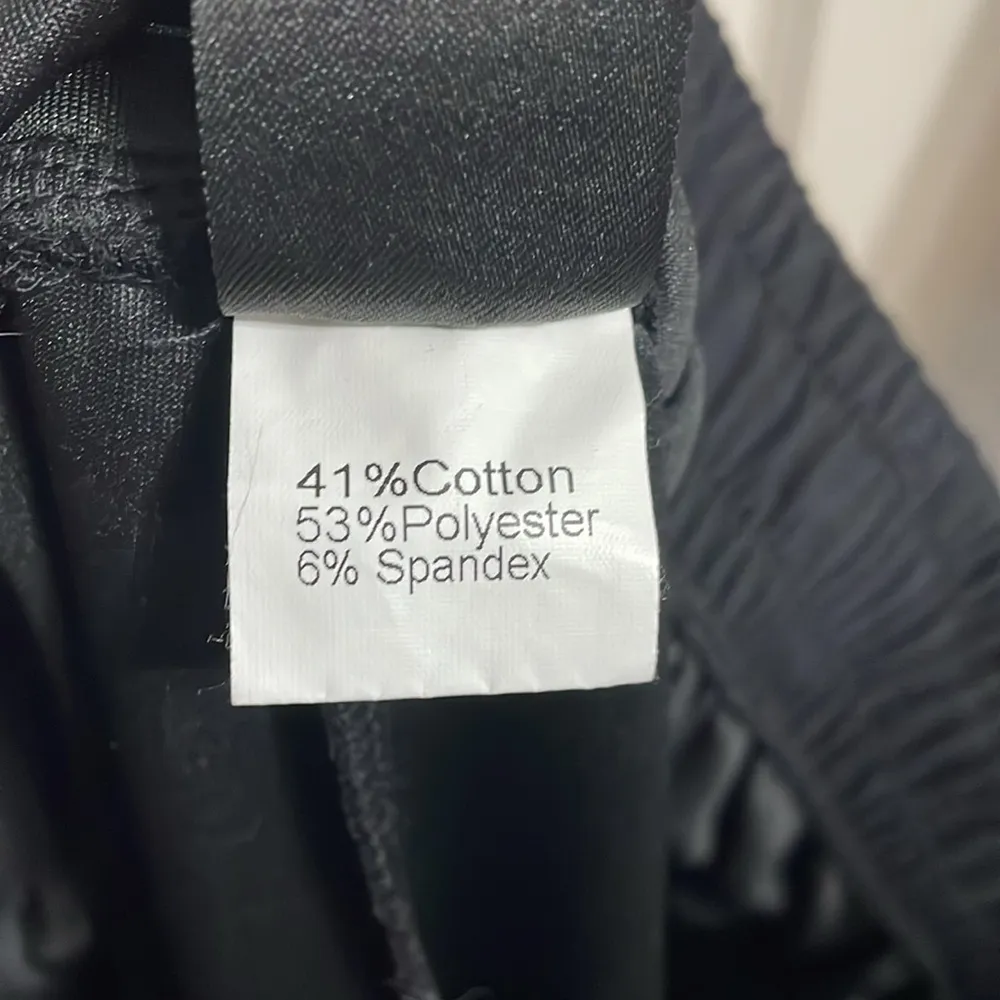 41%Cotton
53%Polyester
6% Spandex